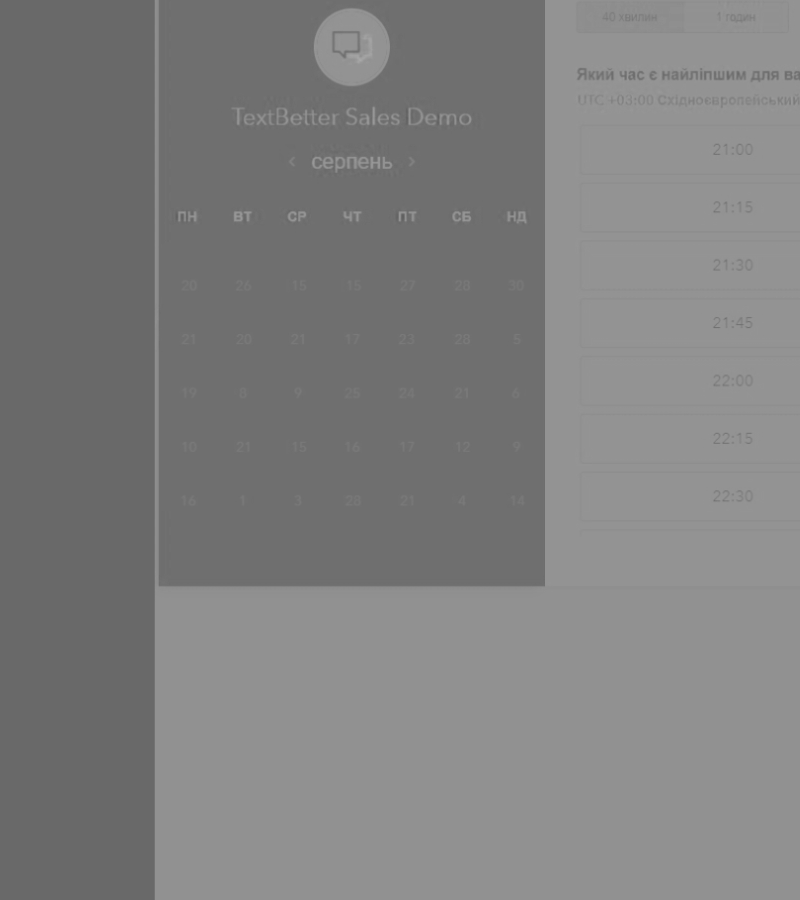 TextBetter Sales Demo
серпень
ПН ВТ СР ЧТ ПТ СБ НД
20 26 15 15 27 28 30
21 20 21 17 23 28 5
19 8 9 25 24 21 6
10 21 15 16 17 12 9
16 1 3 28 21 4 14
40 хвилин 1 годин
Який час є найліпшим для ва
UTC +03:00 Східноєвропейський
21:00
21:15
21:30
21:45
22:00
22:15
22:30